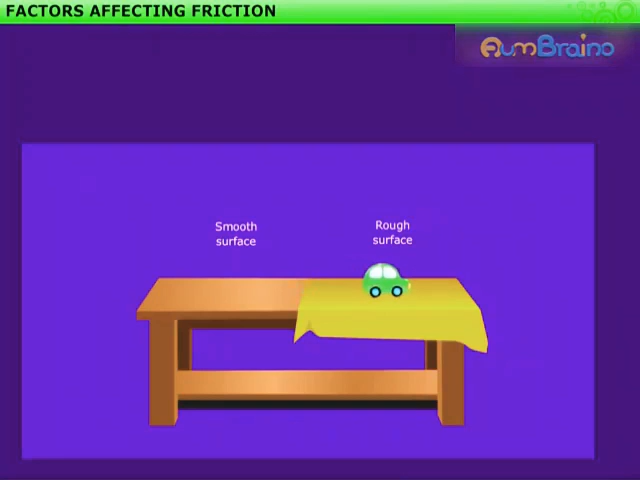 FACTORS AFFECTING FRICTION
AumBraino
Smooth
surface
Rough
surface